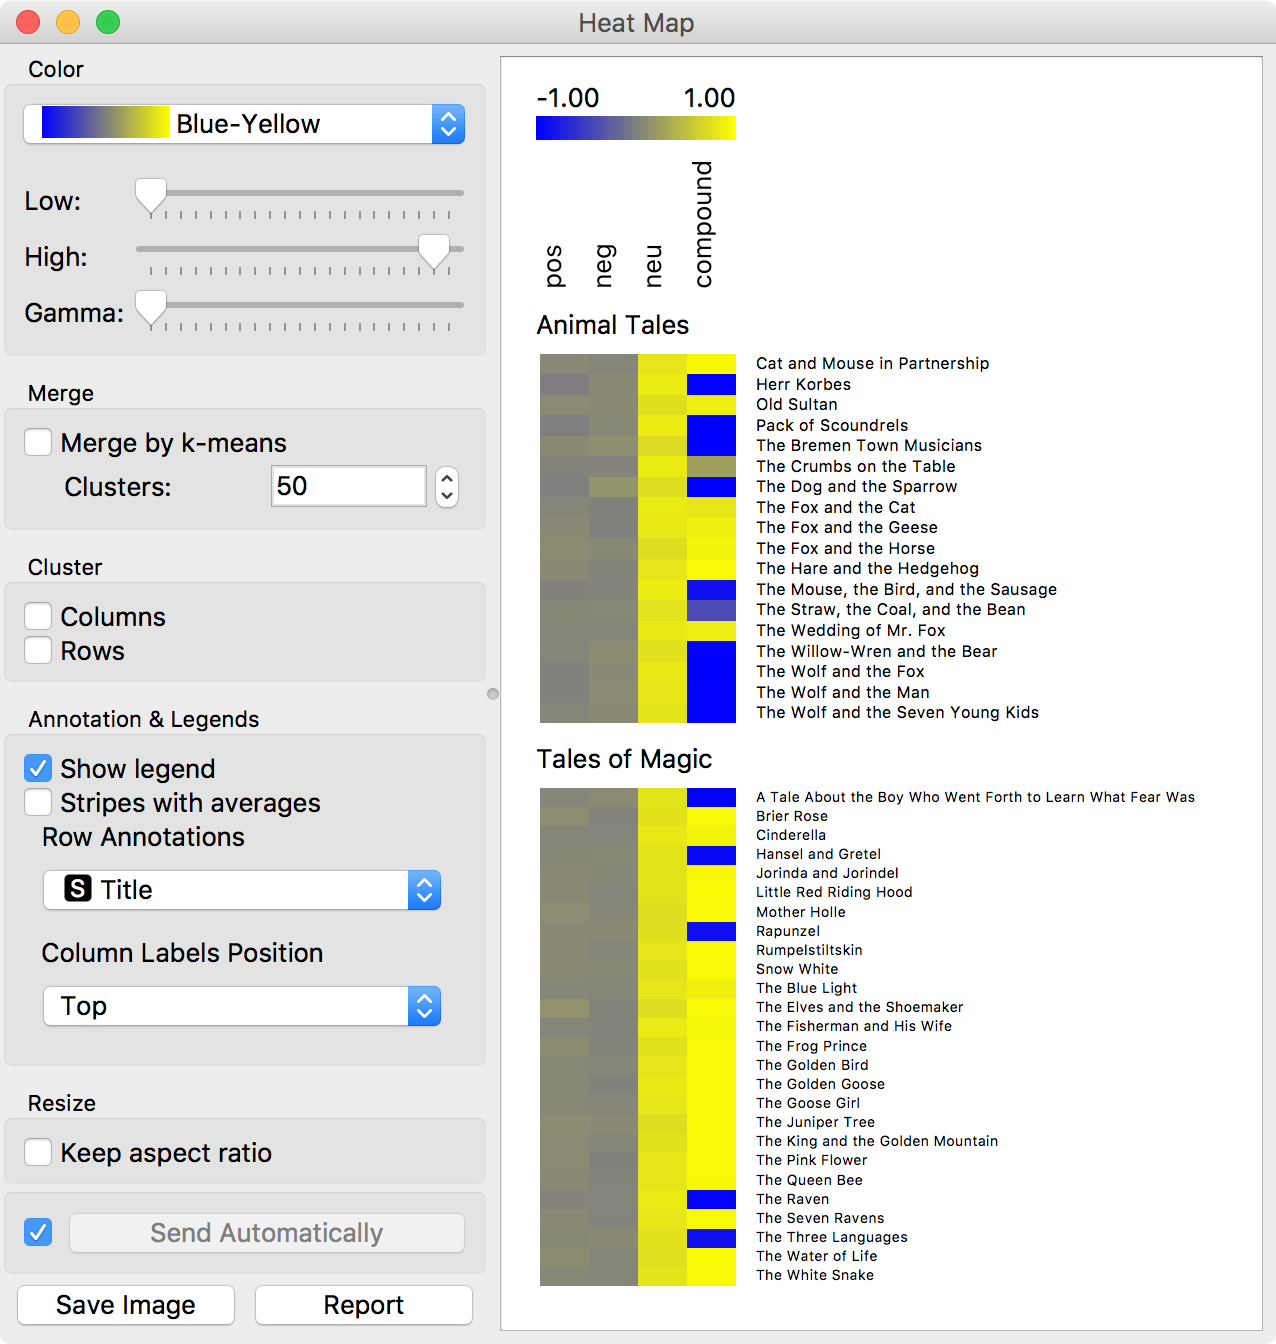 Heat Map
Color
Blue-Yellow
Low:
High:
Gamma:
Merge
Merge by k-means
Clusters:
50
Cluster
Columns
Rows
Annotation & Legends
Show legend
Stripes with averages
Row Annotations
S Title
Column Labels Position
Top
Resize
Keep aspect ratio
Send Automatically
Save Image
Report
-1.00 1.00
pos
neg
neu
compound
Animal Tales
Cat and Mouse in Partnership
Herr Korbes
Old Sultan
Pack of Scoundrels
The Bremen Town Musicians
The Crumbs on the Table
The Dog and the Sparrow
The Fox and the Cat
The Fox and the Geese
The Fox and the Horse
The Hare and the Hedgehog
The Mouse, the Bird, and the Sausage
The Straw, the Coal, and the Bean
The Wedding of Mr. Fox
The Willow-Wren and the Bear
The Wolf and the Fox
The Wolf and the Man
The Wolf and the Seven Young Kids
Tales of Magic
A Tale About the Boy Who Went Forth to Learn What Fear Was
Brier Rose
Cinderella
Hansel and Gretel
Jorinda and Jorindel
Little Red Riding Hood
Mother Holle
Rapunzel
Rumpelstiltskin
Snow White
The Blue Light
The Elves and the Shoemaker
The Fisherman and His Wife
The Frog Prince
The Golden Bird
The Golden Goose
The Goose Girl
The Juniper Tree
The King and the Golden Mountain
The Pink Flower
The Queen Bee
The Raven
The Seven Ravens
The Three Languages
The Water of Life
The White Snake